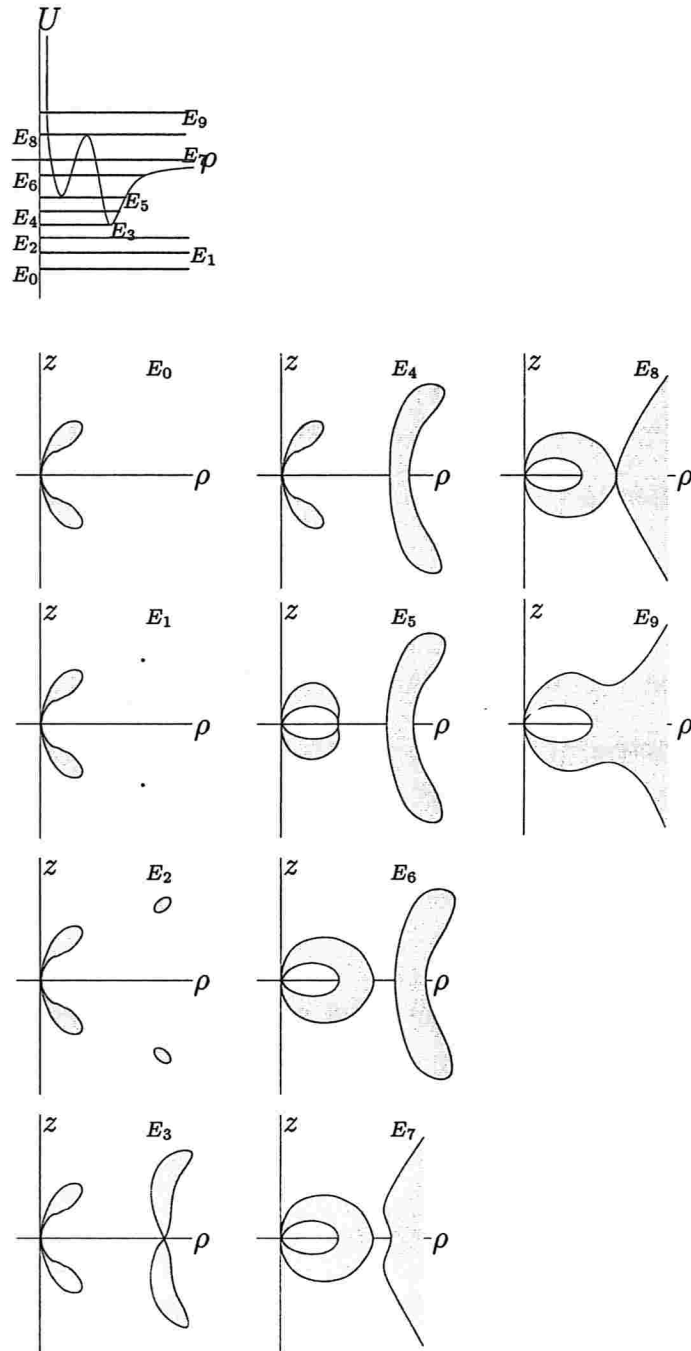 U
E₉
E₈
E₇ ρ
E₆
E₅
E₄
E₃
E₂
E₁
E₀
z E₀ z E₄ z E₈
ρ ρ ρ
z E₁ z E₅ z E₉
ρ ρ ρ
z E₂ z E₆
ρ ρ
z E₃ z E₇
ρ ρ